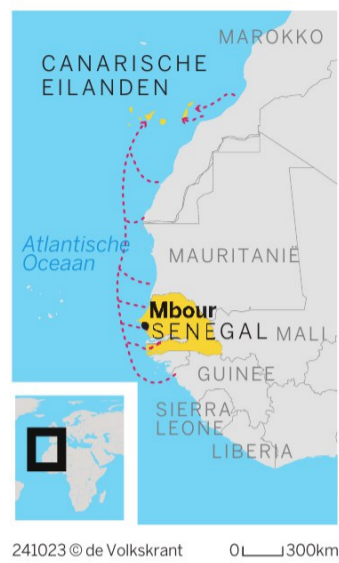 MAROKKO
CANARISCHE
EILANDEN
Atlantische
Oceaan
MAURITANIË
Mbour
SENEGAL
MALI
GUINEE
SIERRA
LEONE
LIBERIA
241023 © de Volkskrant
0 300km